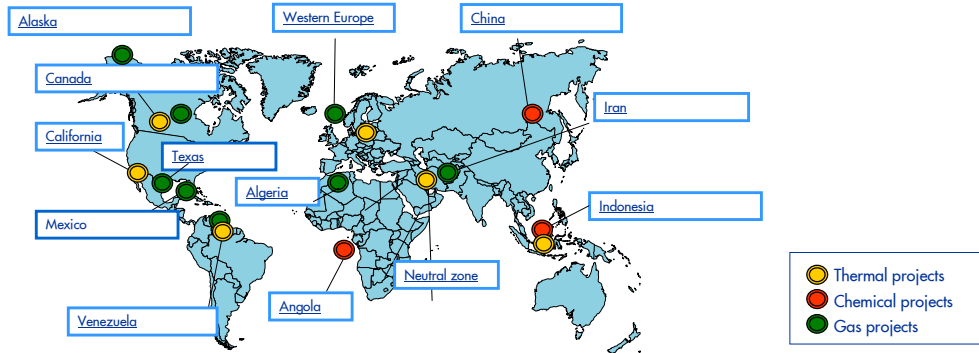 Alaska
Western Europe
China
Canada
Iran
California
Texas
Algeria
Indonesia
Mexico
Neutral zone
Angola
Venezuela
Thermal projects
Chemical projects
Gas projects